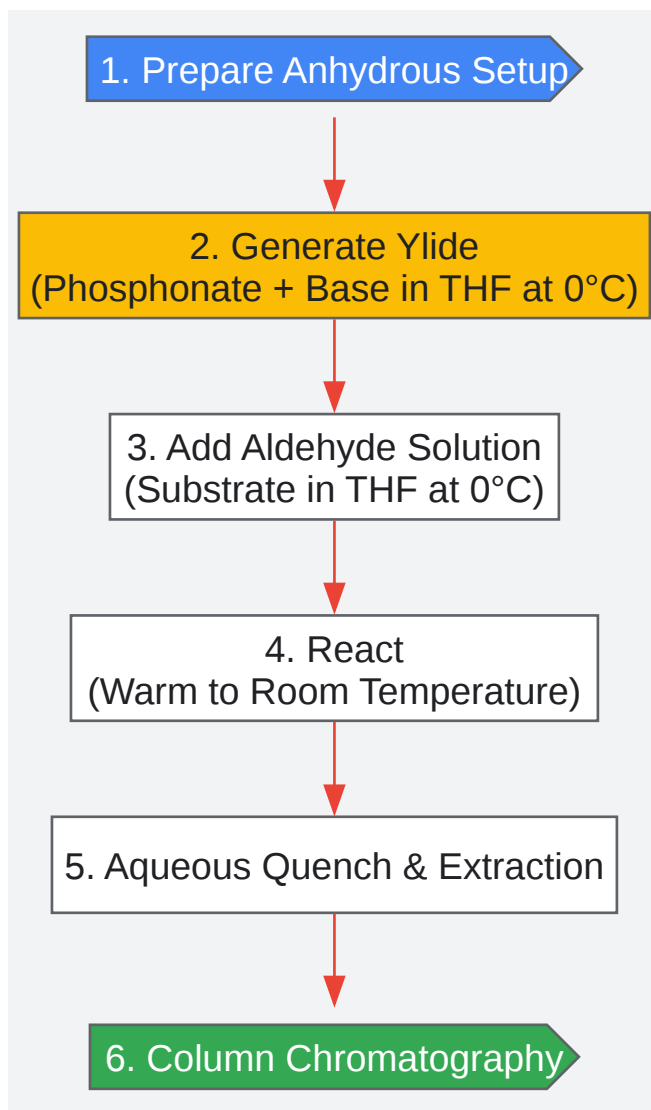 1. Prepare Anhydrous Setup
2. Generate Ylide
(Phosphonate + Base in THF at 0°C)
3. Add Aldehyde Solution
(Substrate in THF at 0°C)
4. React
(Warm to Room Temperature)
5. Aqueous Quench & Extraction
6. Column Chromatography